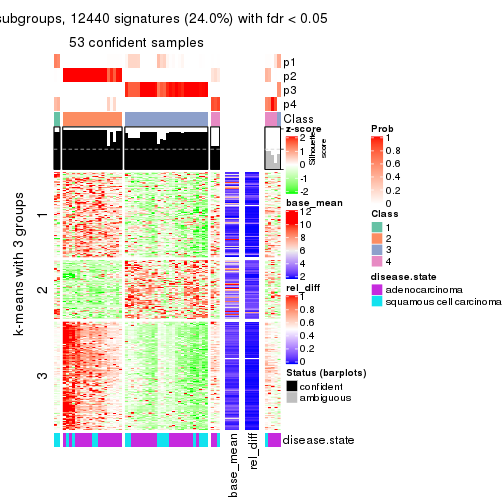 subgroups, 12440 signatures (24.0%) with fdr < 0.05
53 confident samples
p1
p2
p3
p4
Class
Silhouette
score
k-means with 3 groups
1
2
3
disease.state
base_mean
rel_diff
z-score
2
1
0
-1
-2
base_mean
12
10
8
6
4
2
rel_diff
1
0.8
0.6
0.4
0.2
0
Status (barplots)
confident
ambiguous
Prob
1
0.8
0.6
0.4
0.2
0
Class
1
2
3
4
disease.state
adenocarcinoma
squamous cell carcinoma